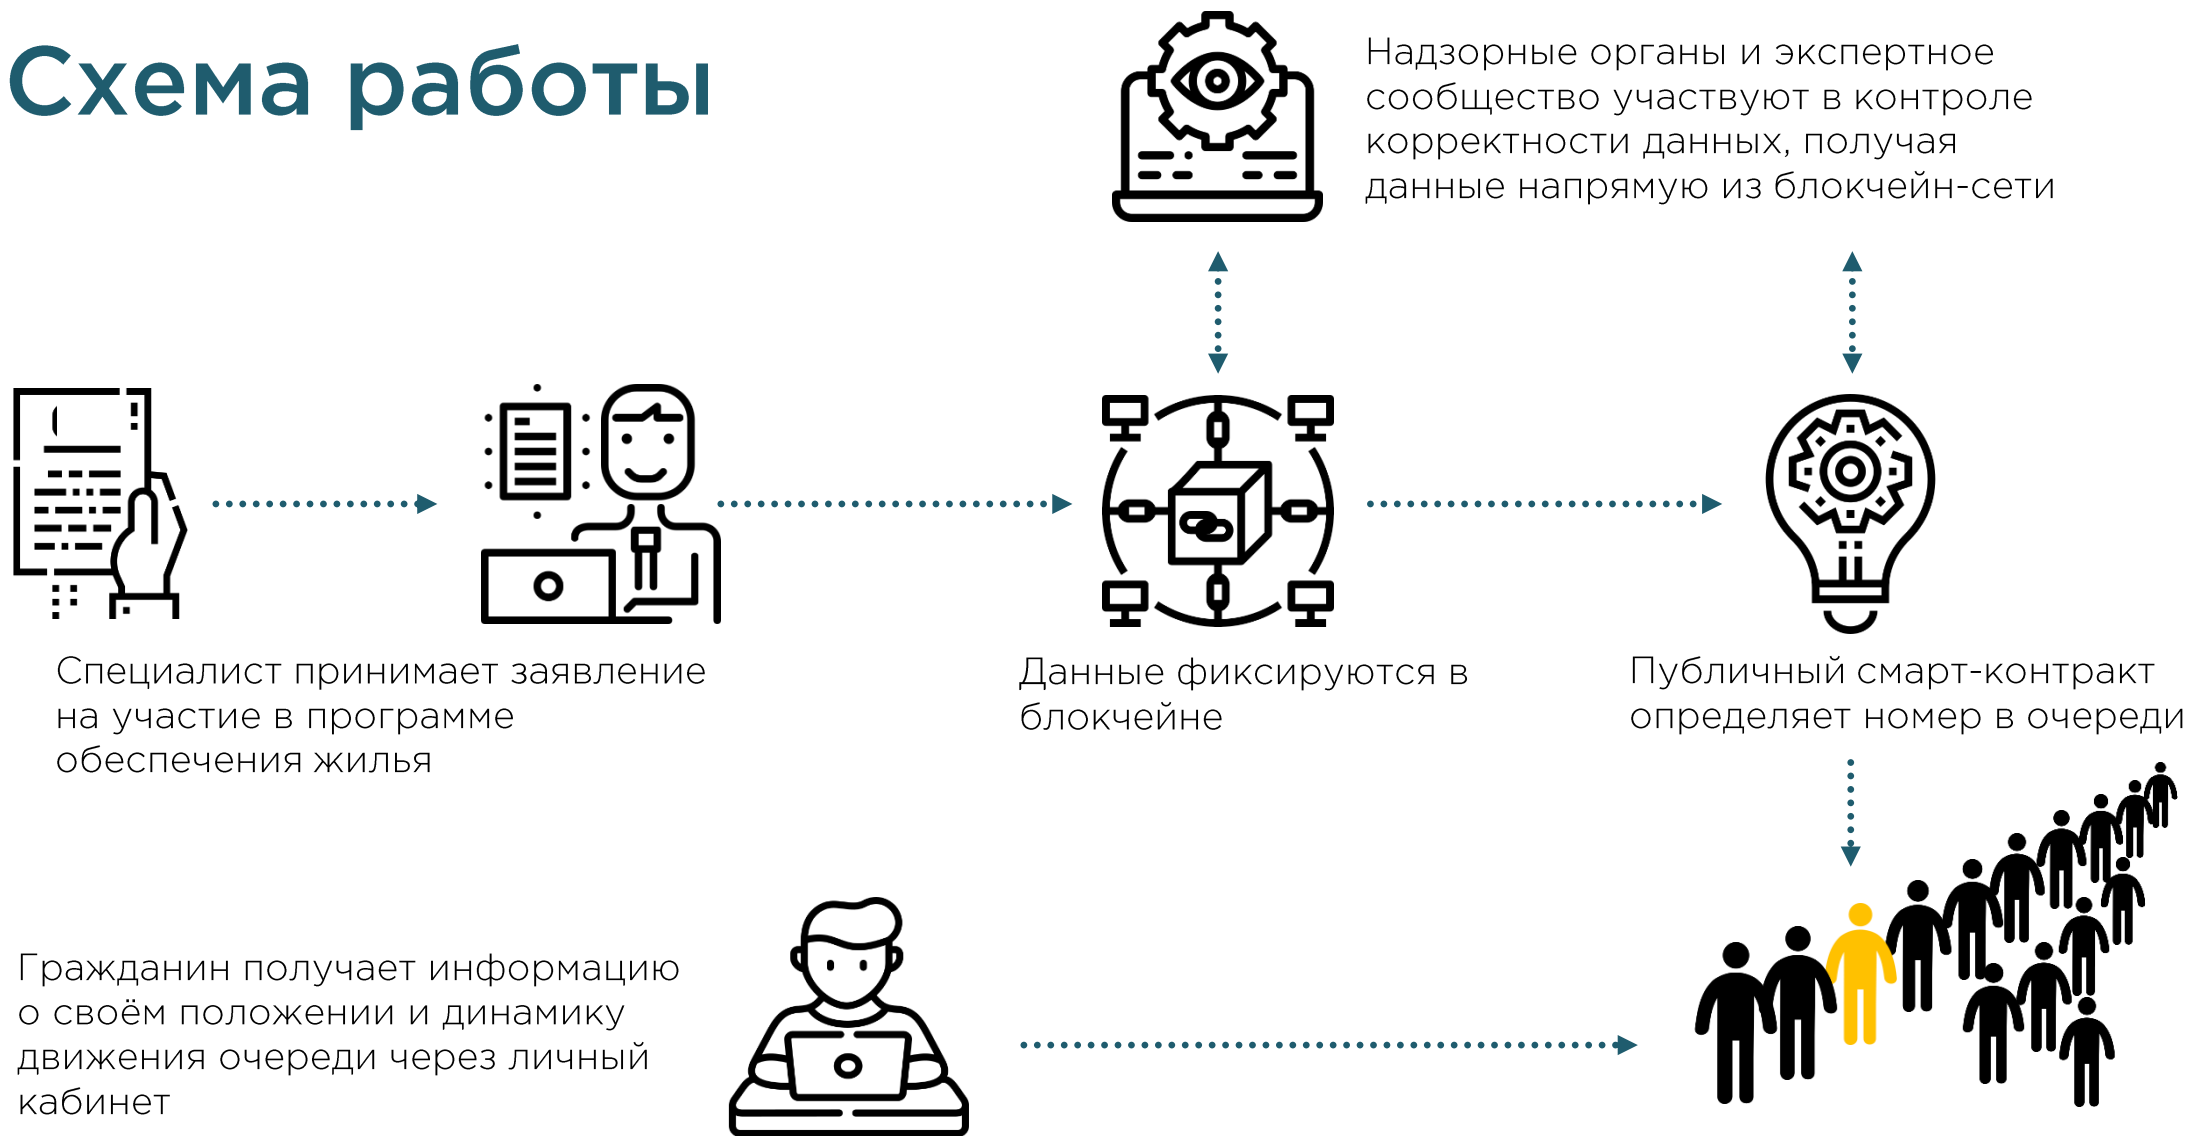 Схема работы
Надзорные органы и экспертное
сообщество участвуют в контроле
корректности данных, получая
данные напрямую из блокчейн-сети
Специалист принимает заявление
на участие в программе
обеспечения жилья
Данные фиксируются в
блокчейне
Публичный смарт-контракт
определяет номер в очереди
Гражданин получает информацию
о своём положении и динамику
движения очереди через личный
кабинет